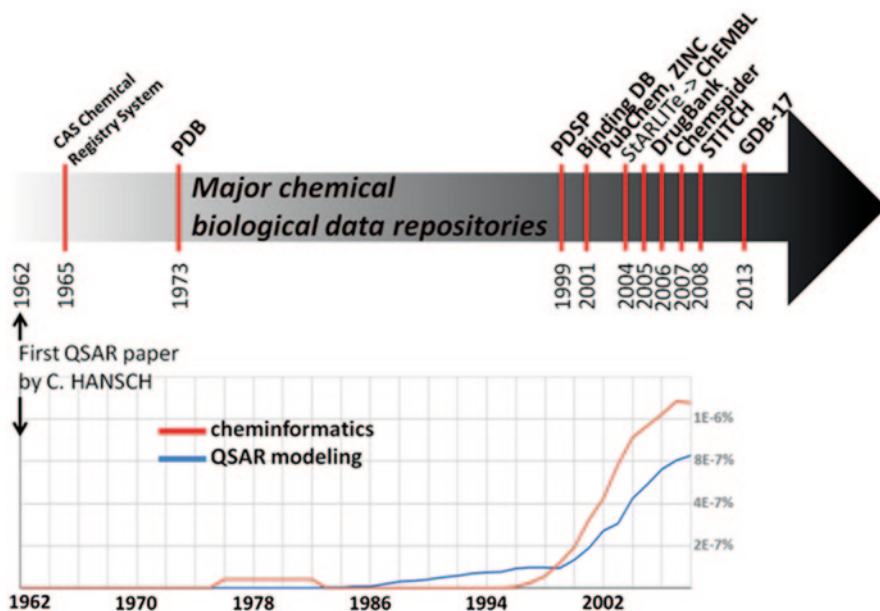 CAS Chemical
Registry System
PDB
PDSP
Binding DB
PubChem, ZINC
StARLITe -> ChEMBL
DrugBank
Chemspider
STITCH
GDB-17
Major chemical
biological data repositories
1962
1965
1973
1999
2001
2004
2005
2006
2007
2008
2013
First QSAR paper
by C. HANSCH
cheminformatics
QSAR modeling
1E-6%
8E-7%
4E-7%
2E-7%
1962
1970
1978
1986
1994
2002